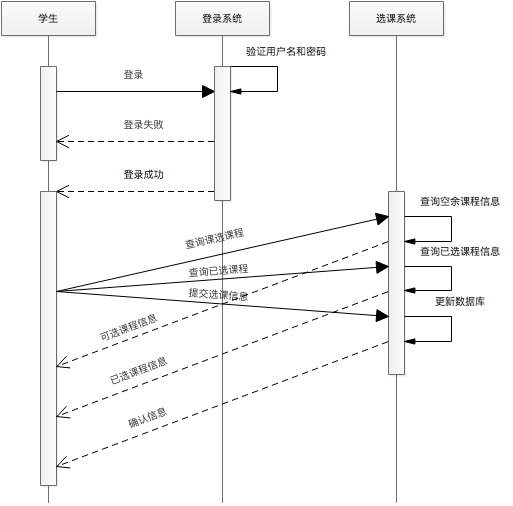 学生
登录系统
选课系统
验证用户名和密码
登录
登录失败
登录成功
查询空余课程信息
查询课选课程
查询已选课程信息
查询已选课程
提交选课信息
更新数据库
可选课程信息
已选课程信息
确认信息